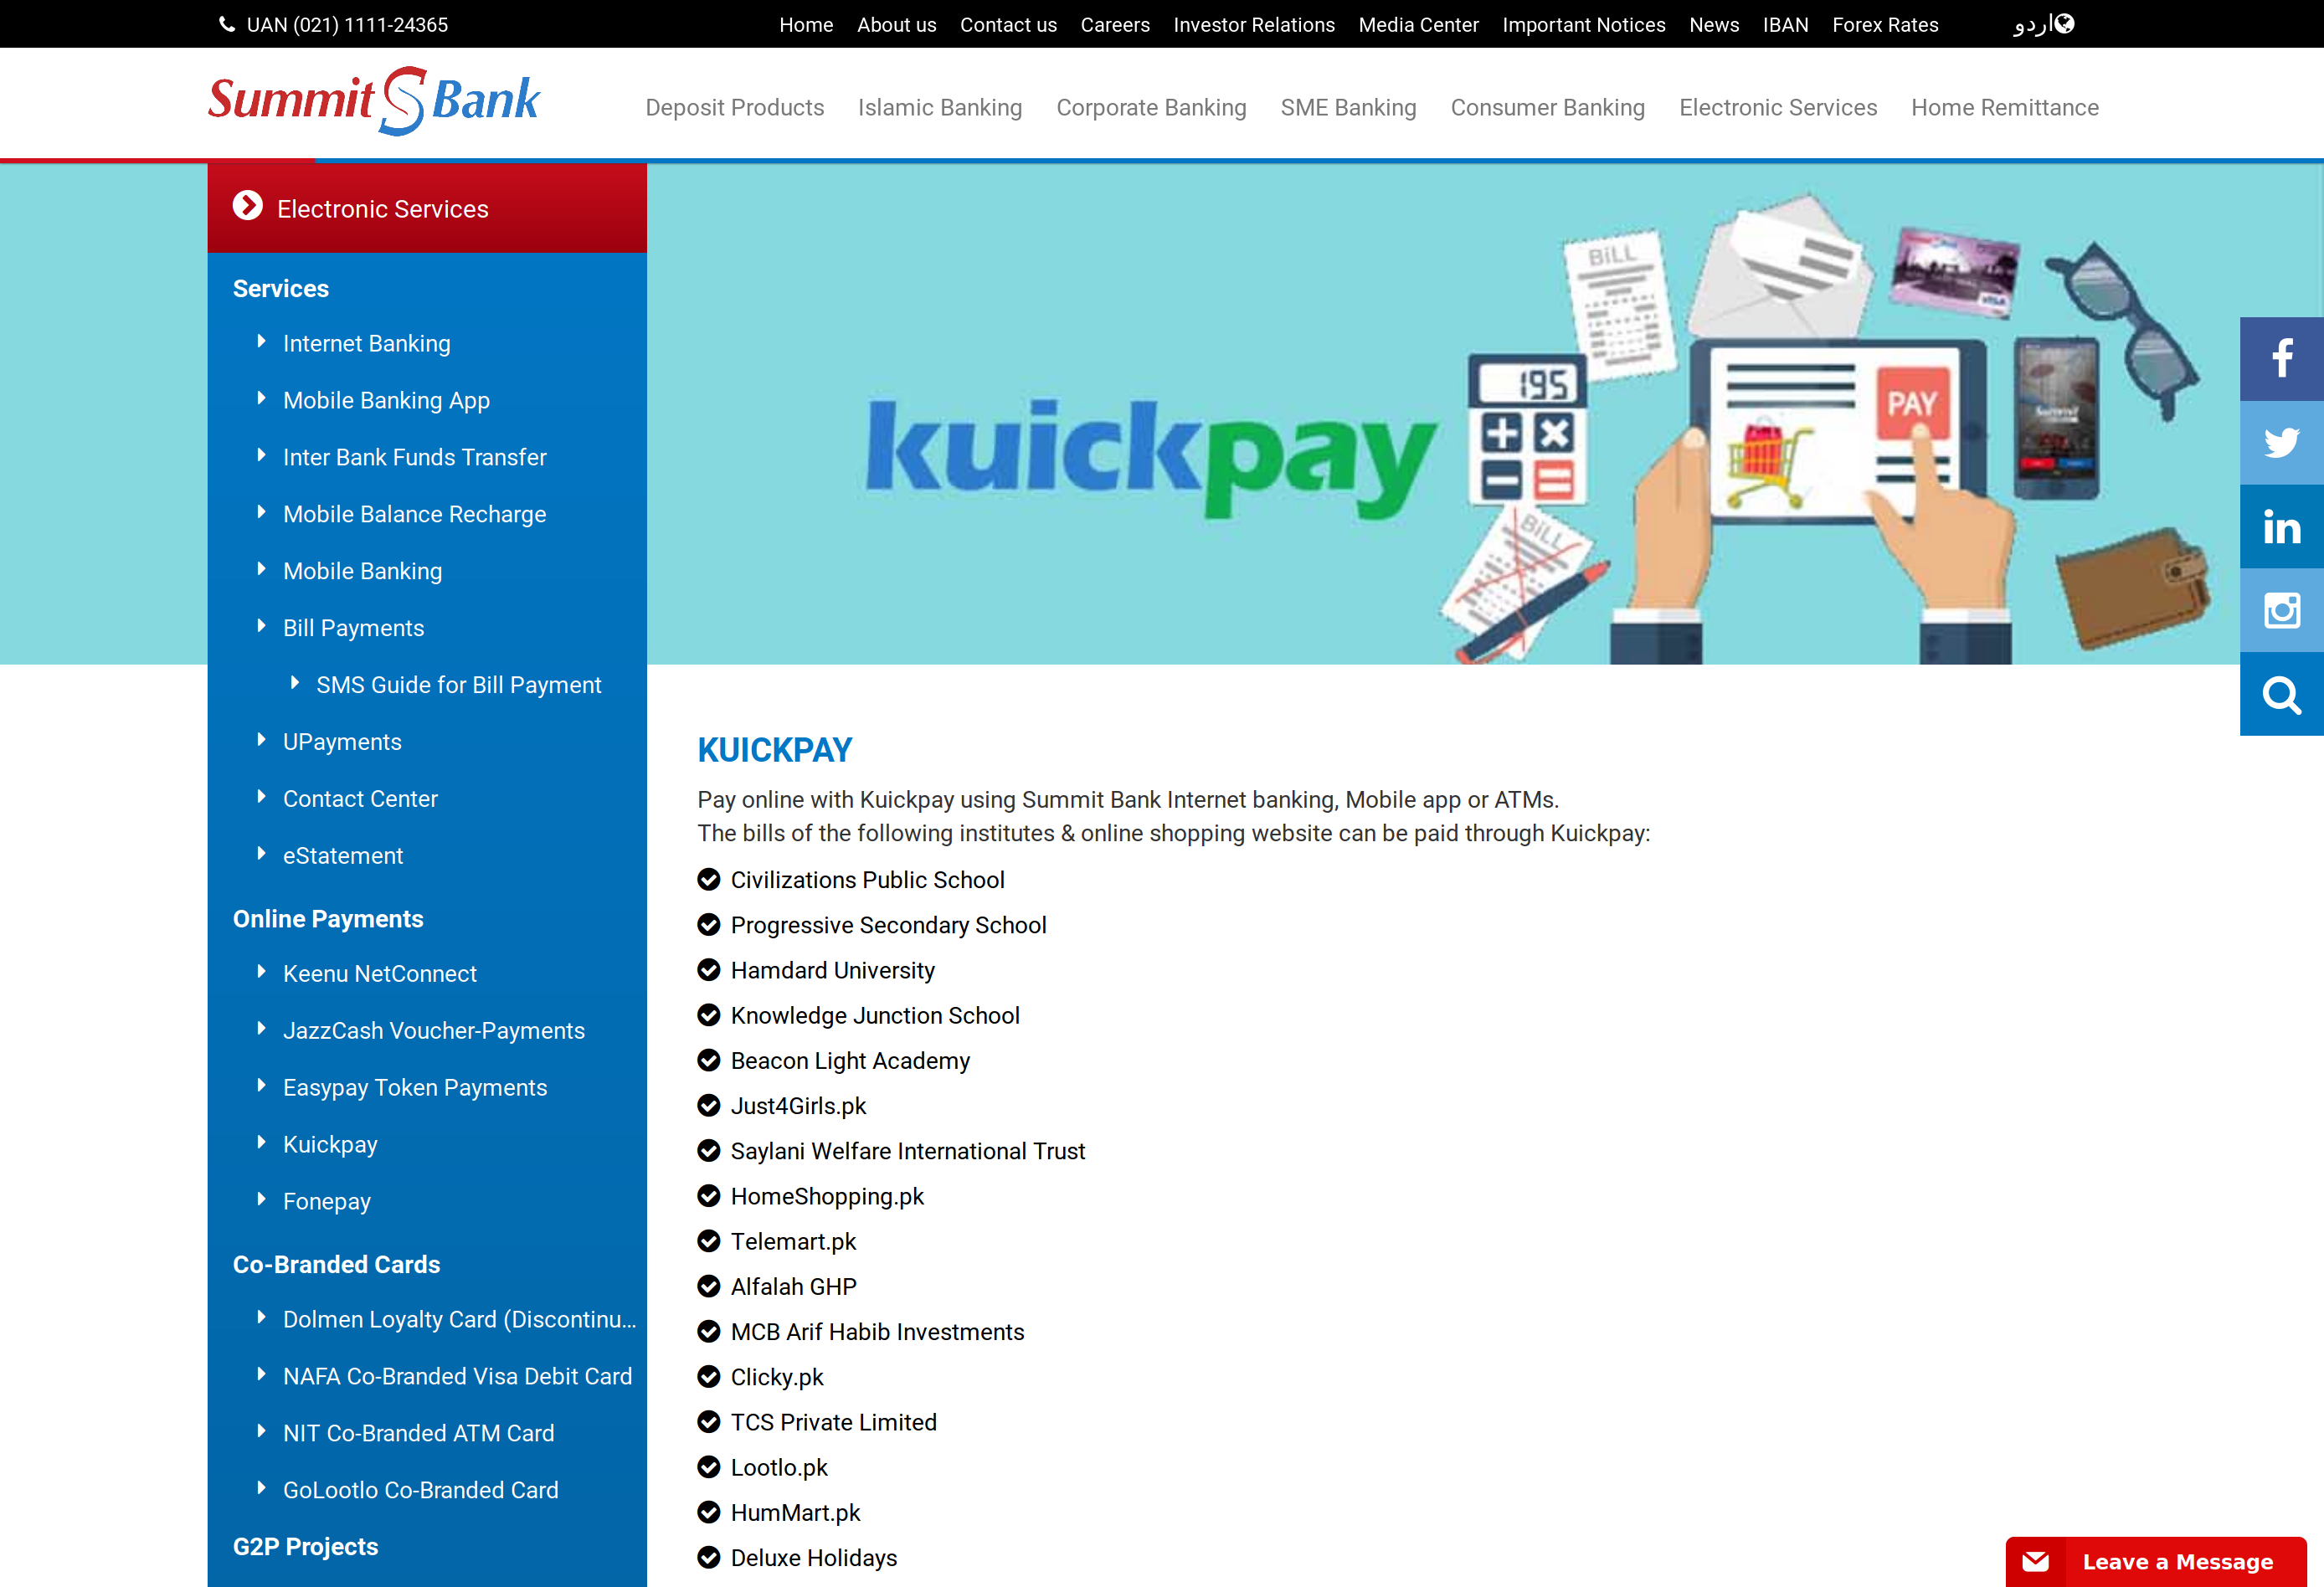 UAN (021) 1111-24365
Home About us Contact us Careers Investor Relations Media Center Important Notices News IBAN Forex Rates اردو
Summit S Bank
Deposit Products Islamic Banking Corporate Banking SME Banking Consumer Banking Electronic Services Home Remittance
Electronic Services
Services
Internet Banking
Mobile Banking App
Inter Bank Funds Transfer
Mobile Balance Recharge
Mobile Banking
Bill Payments
SMS Guide for Bill Payment
UPayments
Contact Center
eStatement
Online Payments
Keenu NetConnect
JazzCash Voucher-Payments
Easypay Token Payments
Kuickpay
Fonepay
Co-Branded Cards
Dolmen Loyalty Card (Discontinu...
NAFA Co-Branded Visa Debit Card
NIT Co-Branded ATM Card
GoLootlo Co-Branded Card
G2P Projects
kuickpay
BiLL
195
PAY
VISA
Summit
BiLL
KUICKPAY
Pay online with Kuickpay using Summit Bank Internet banking, Mobile app or ATMs.
The bills of the following institutes & online shopping website can be paid through Kuickpay:
Civilizations Public School
Progressive Secondary School
Hamdard University
Knowledge Junction School
Beacon Light Academy
Just4Girls.pk
Saylani Welfare International Trust
HomeShopping.pk
Telemart.pk
Alfalah GHP
MCB Arif Habib Investments
Clicky.pk
TCS Private Limited
Lootlo.pk
HumMart.pk
Deluxe Holidays
Leave a Message